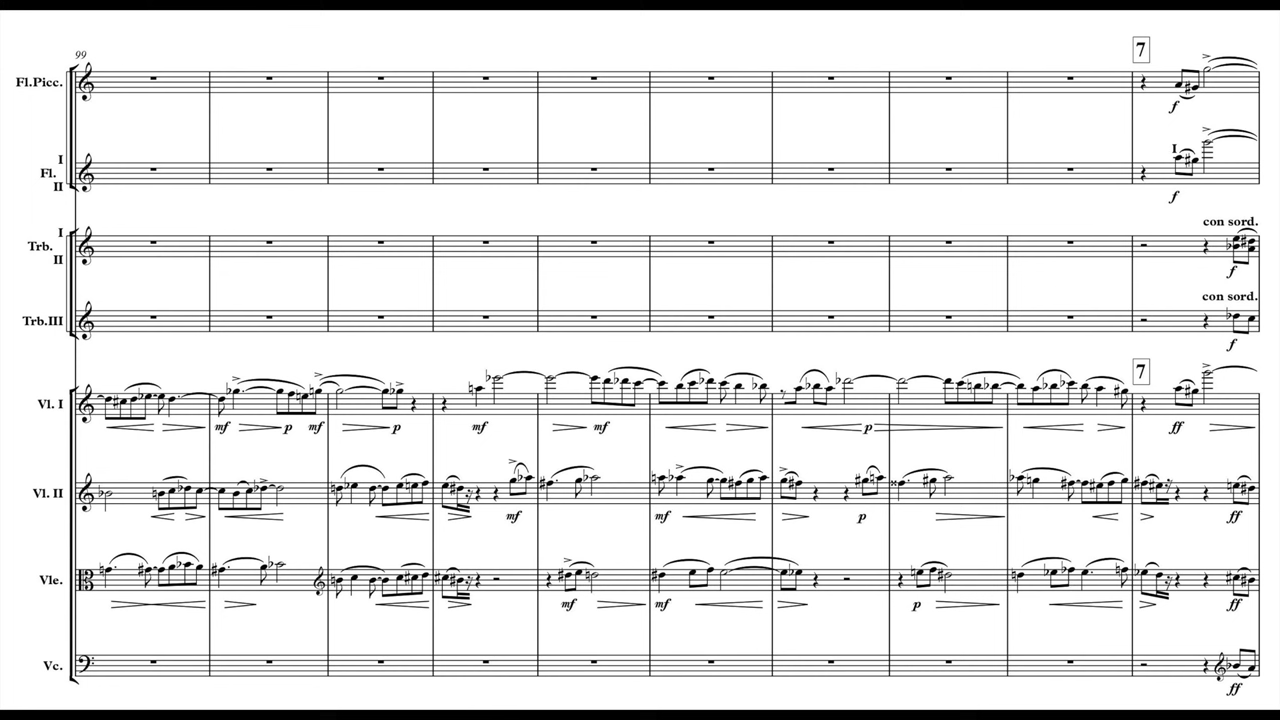 99
7
Fl.Picc.
f
I
Fl.
II
I
f
con sord.
I
Trb.
II
f
con sord.
Trb.III
f
7
Vl. I
mf p mf p mf mf p ff
Vl. II
mf mf p ff
Vle.
mf mf p ff
Vc.
ff